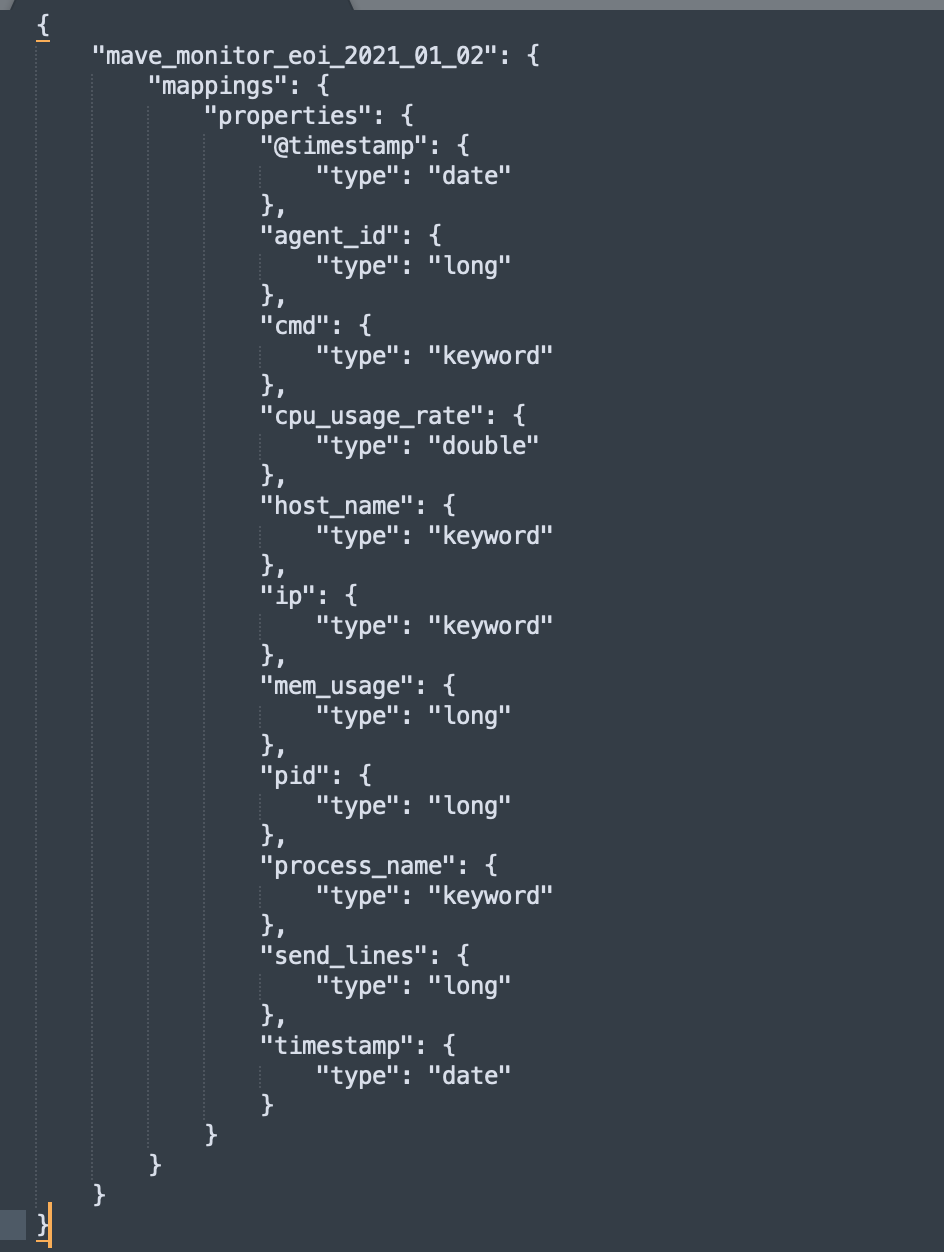 {
    "mave_monitor_eoi_2021_01_02": {
        "mappings": {
            "properties": {
                "@timestamp": {
                    "type": "date"
                },
                "agent_id": {
                    "type": "long"
                },
                "cmd": {
                    "type": "keyword"
                },
                "cpu_usage_rate": {
                    "type": "double"
                },
                "host_name": {
                    "type": "keyword"
                },
                "ip": {
                    "type": "keyword"
                },
                "mem_usage": {
                    "type": "long"
                },
                "pid": {
                    "type": "long"
                },
                "process_name": {
                    "type": "keyword"
                },
                "send_lines": {
                    "type": "long"
                },
                "timestamp": {
                    "type": "date"
                }
            }
        }
    }
}